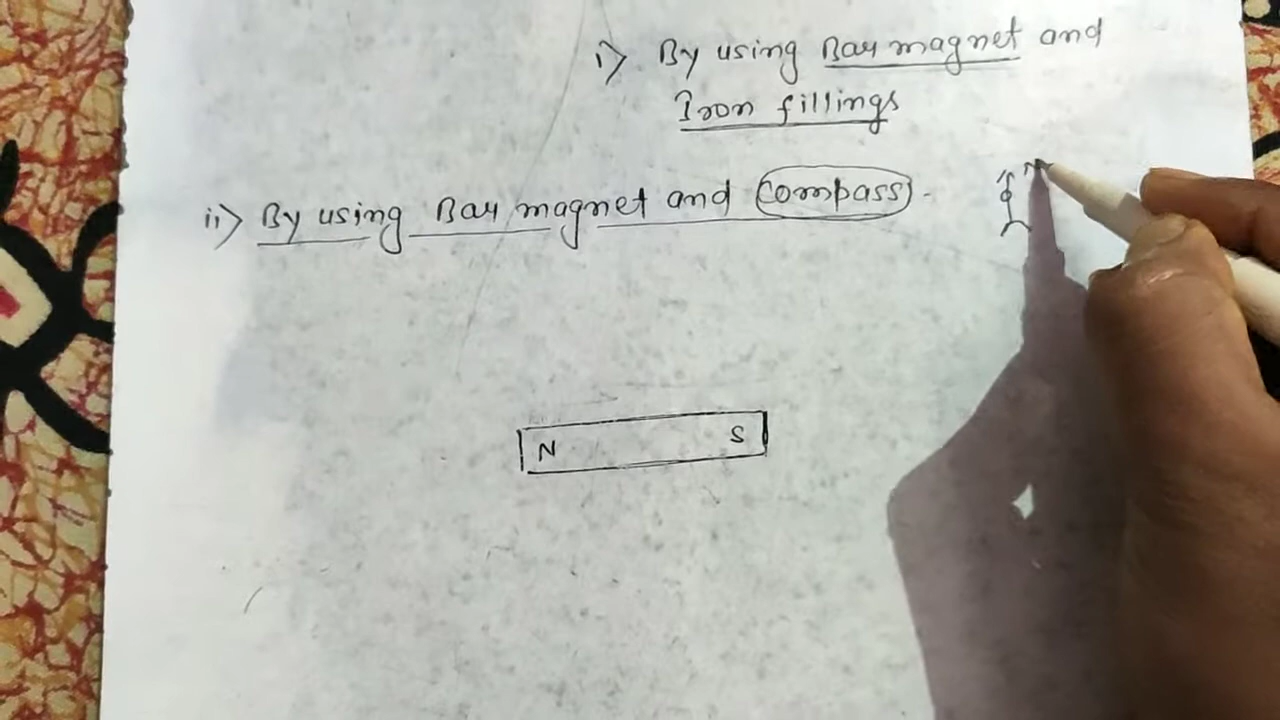 i) By using Bar magnet and
Iron fillings
ii) By using Bar magnet and compass.
N S